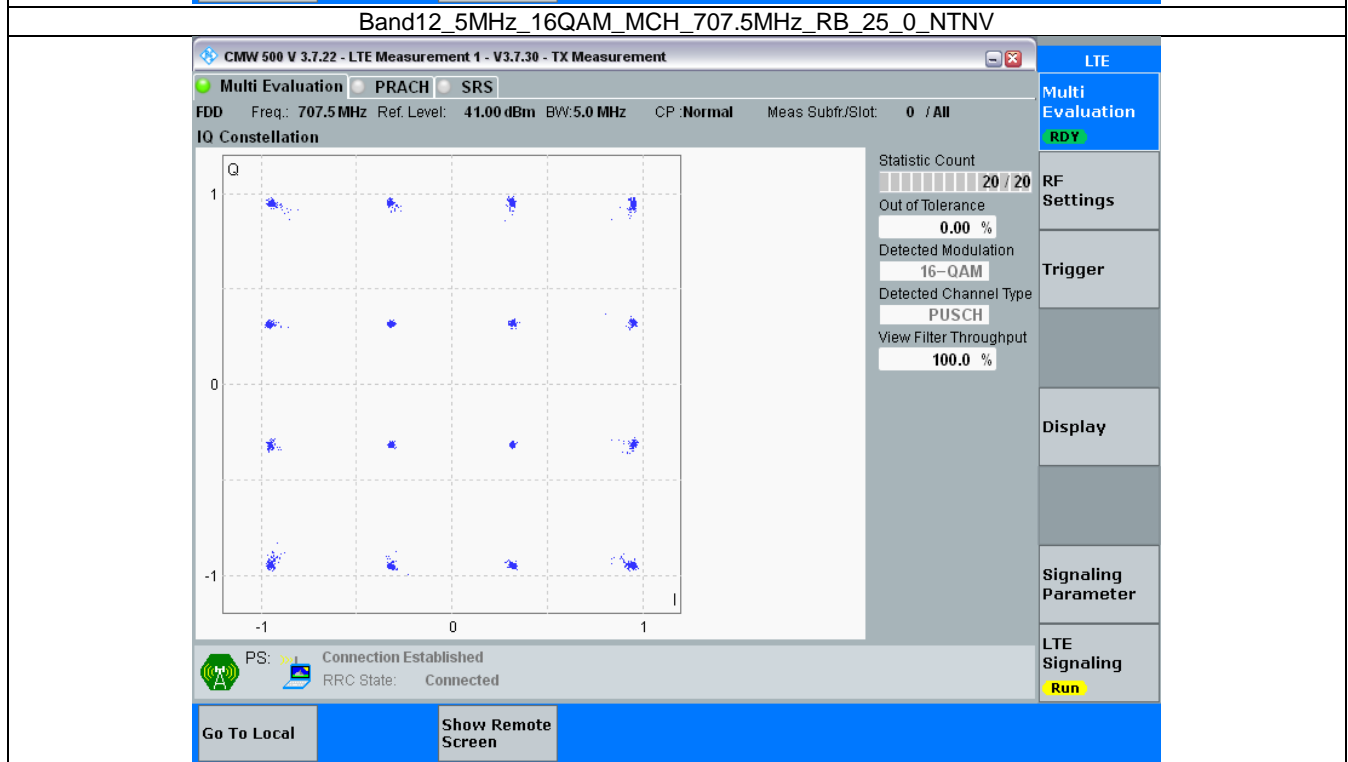 Band12_5MHz_16QAM_MCH_707.5MHz_RB_25_0_NTNV
CMW 500 V 3.7.22 - LTE Measurement 1 - V3.7.30 - TX Measurement
LTE
Multi Evaluation PRACH SRS
Multi
Evaluation
RDY
FDD Freq.: 707.5 MHz Ref. Level: 41.00 dBm BW:5.0 MHz CP :Normal Meas Subfr./Slot: 0 / All
IQ Constellation
Q
1
0
-1
I
-1 0 1
Statistic Count
20 / 20
Out of Tolerance
0.00 %
Detected Modulation
16-QAM
Detected Channel Type
PUSCH
View Filter Throughput
100.0 %
RF
Settings
Trigger
Display
Signaling
Parameter
LTE
Signaling
Run
PS: Connection Established
RRC State: Connected
Go To Local
Show Remote
Screen